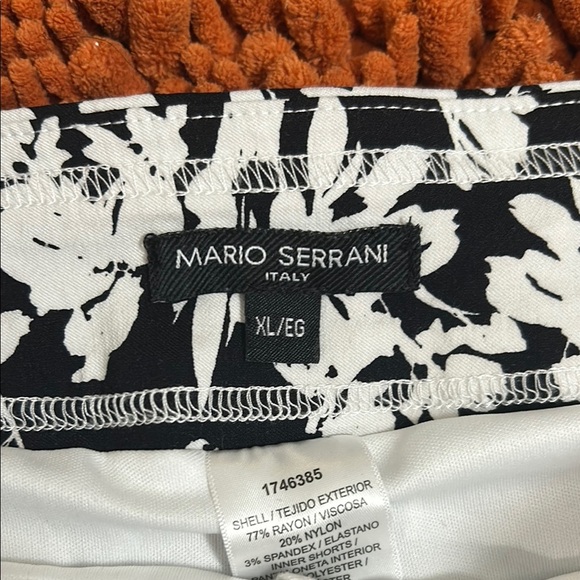 MARIO SERRANI
ITALY
XL/EG
1746385
SHELL / TEJIDO EXTERIOR
77% RAYON / VISCOSA
20% NYLON
3% SPANDEX / ELASTANO
INNER SHORTS /
INTERIOR